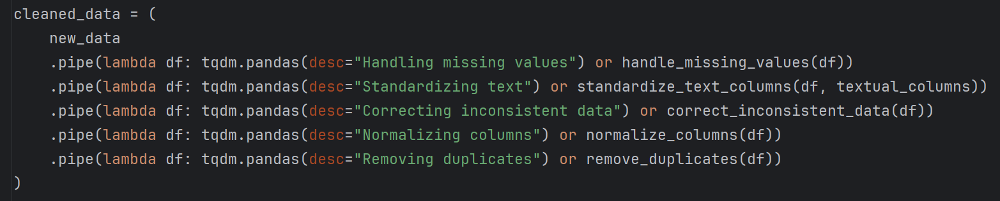 cleaned_data = (
    new_data
    .pipe(lambda df: tqdm.pandas(desc="Handling missing values") or handle_missing_values(df))
    .pipe(lambda df: tqdm.pandas(desc="Standardizing text") or standardize_text_columns(df, textual_columns))
    .pipe(lambda df: tqdm.pandas(desc="Correcting inconsistent data") or correct_inconsistent_data(df))
    .pipe(lambda df: tqdm.pandas(desc="Normalizing columns") or normalize_columns(df))
    .pipe(lambda df: tqdm.pandas(desc="Removing duplicates") or remove_duplicates(df))
)